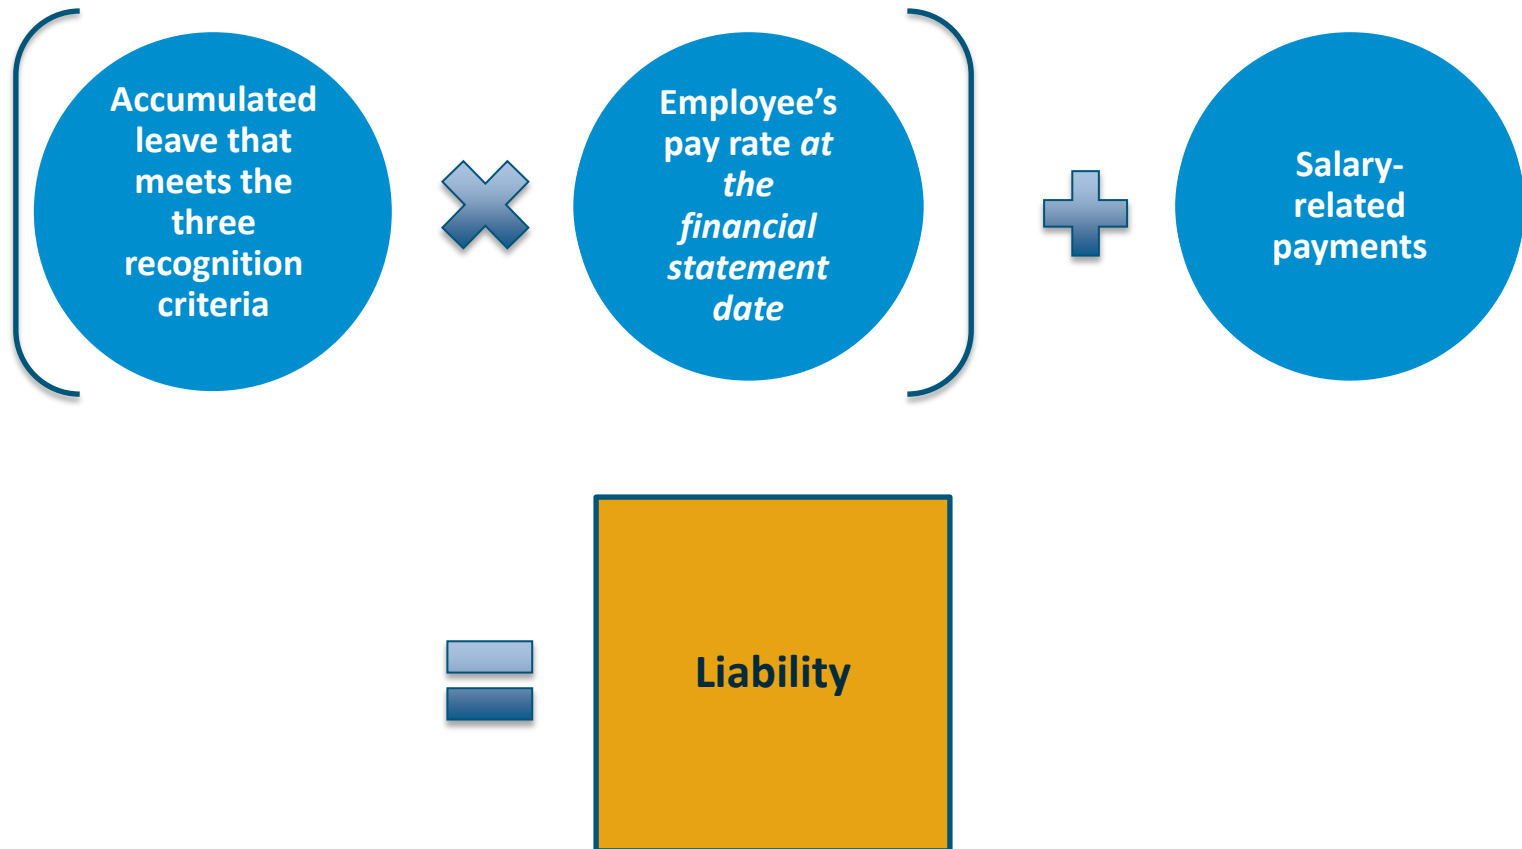 Accumulated
leave that
meets the
three
recognition
criteria
Employee’s
pay rate at
the
financial
statement
date
Salary-
related
payments
Liability